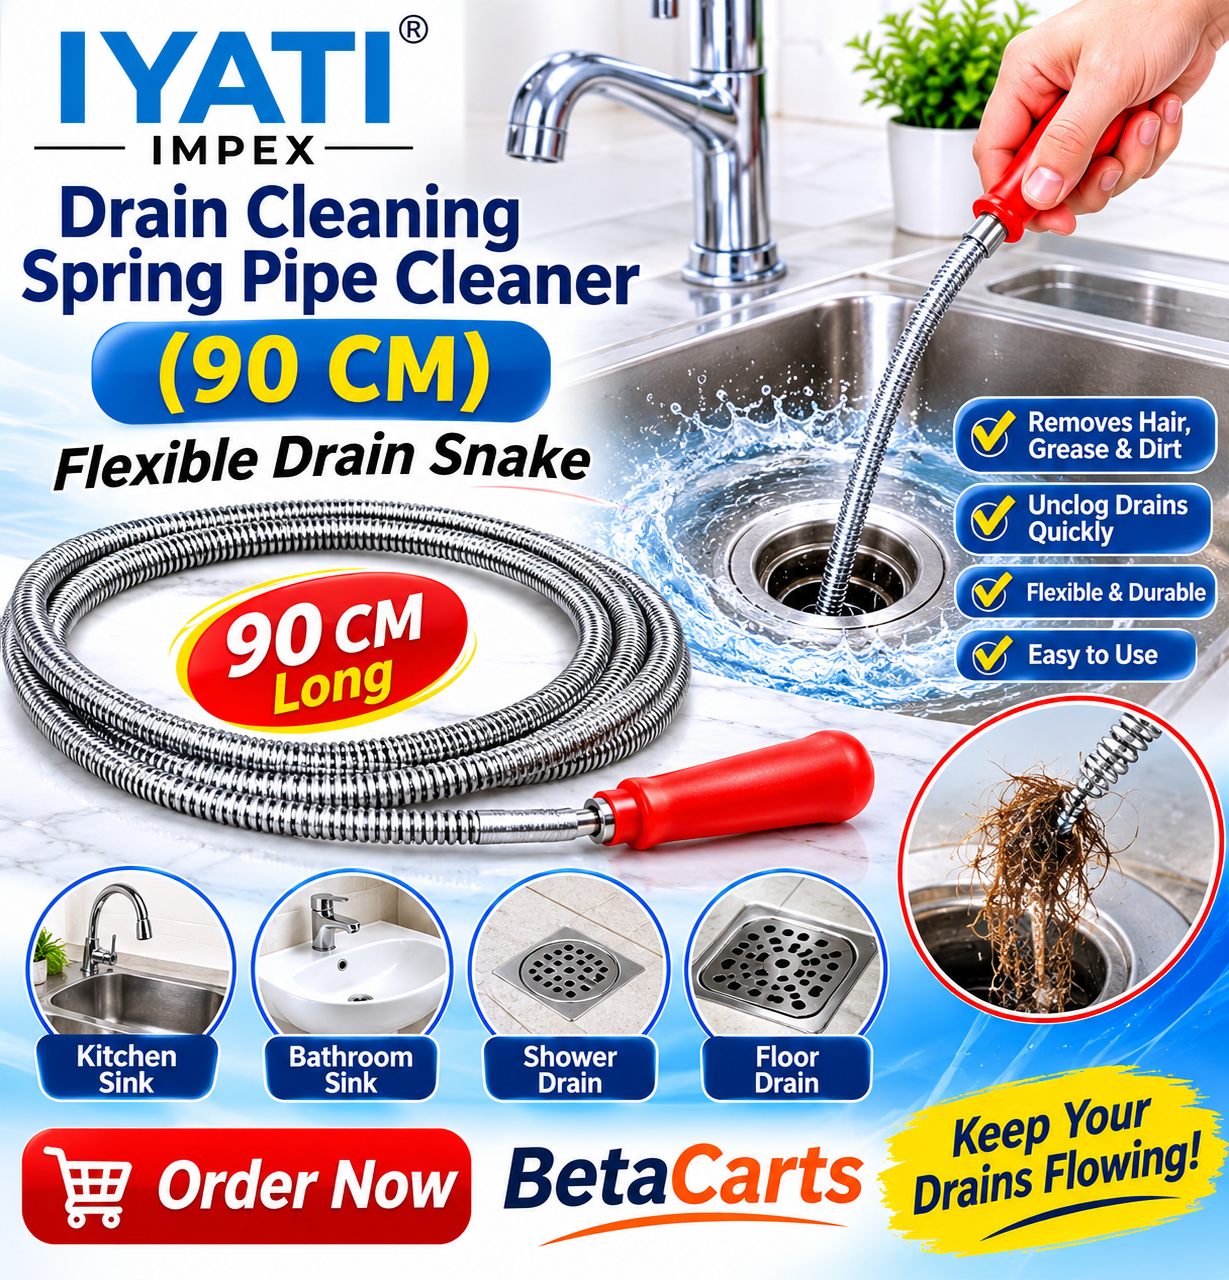 IYATI®
IMPEX
Drain Cleaning
Spring Pipe Cleaner
(90 CM)
Flexible Drain Snake
90 CM
Long
Removes Hair,
Grease & Dirt
Unclog Drains
Quickly
Flexible & Durable
Easy to Use
Kitchen
Sink
Bathroom
Sink
Shower
Drain
Floor
Drain
Order Now
BetaCarts
Keep Your
Drains Flowing!